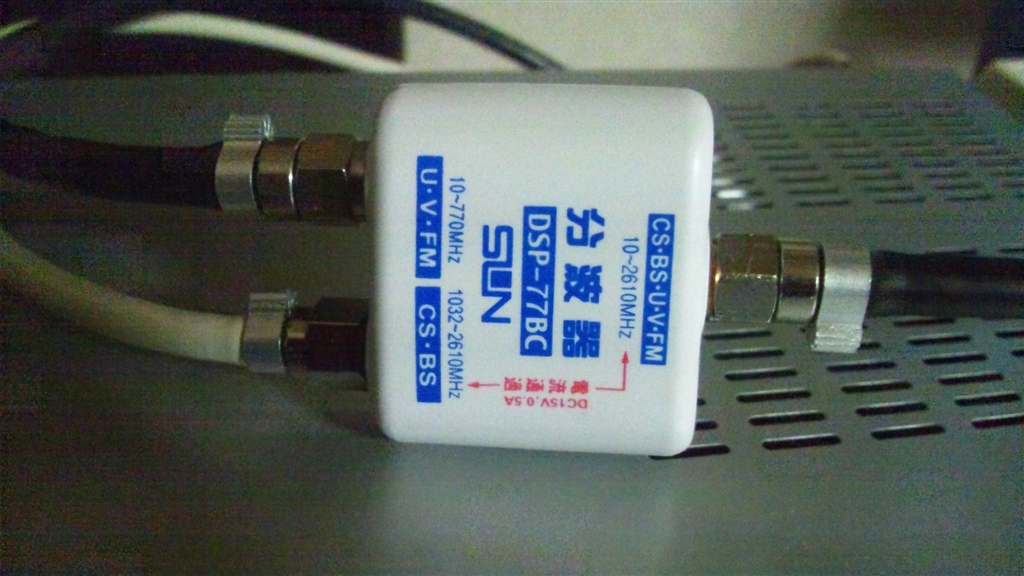 CS·BS·U·V·FM
10~2610MHz
分波器
DSP-77BC
SUN
10~770MHz 1032~2610MHz
U·V·FM CS·BS
DC15V,0.5A
電流通過